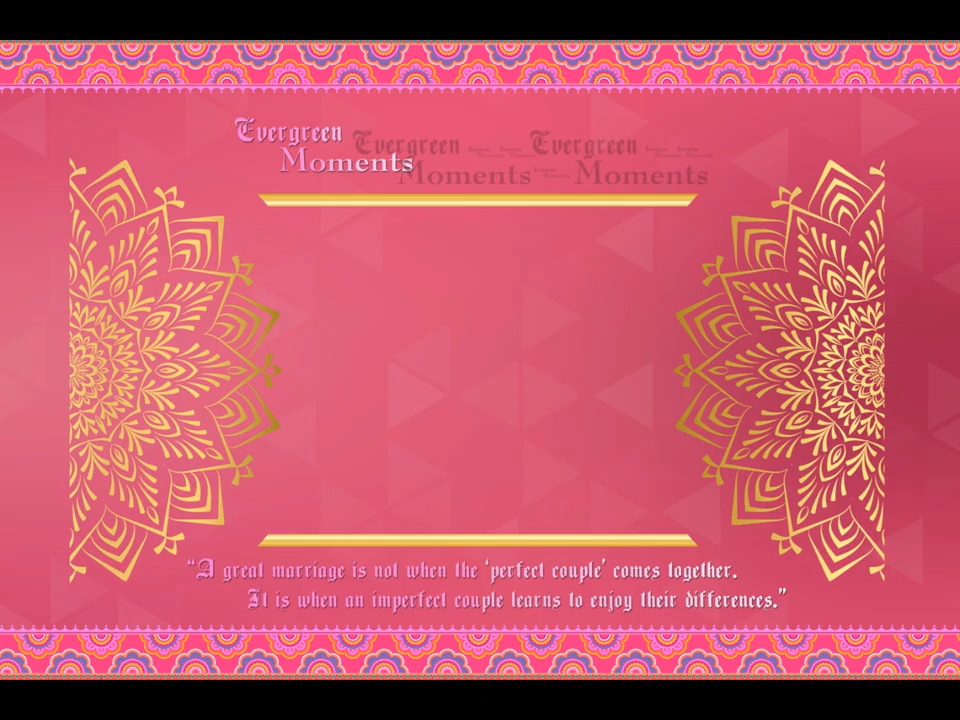 Evergreen Evergreen Evergreen
Moments Moments Moments
“A great marriage is not when the ‘perfect couple’ comes together.
It is when an imperfect couple learns to enjoy their differences.”